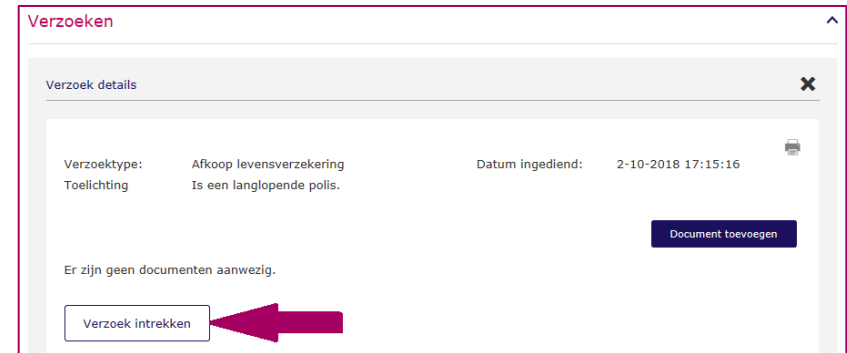 Verzoeken
Verzoek details
Verzoektype: Afkoop levensverzekering Datum ingediend: 2-10-2018 17:15:16
Toelichting Is een langlopende polis.
Document toevoegen
Er zijn geen documenten aanwezig.
Verzoek intrekken